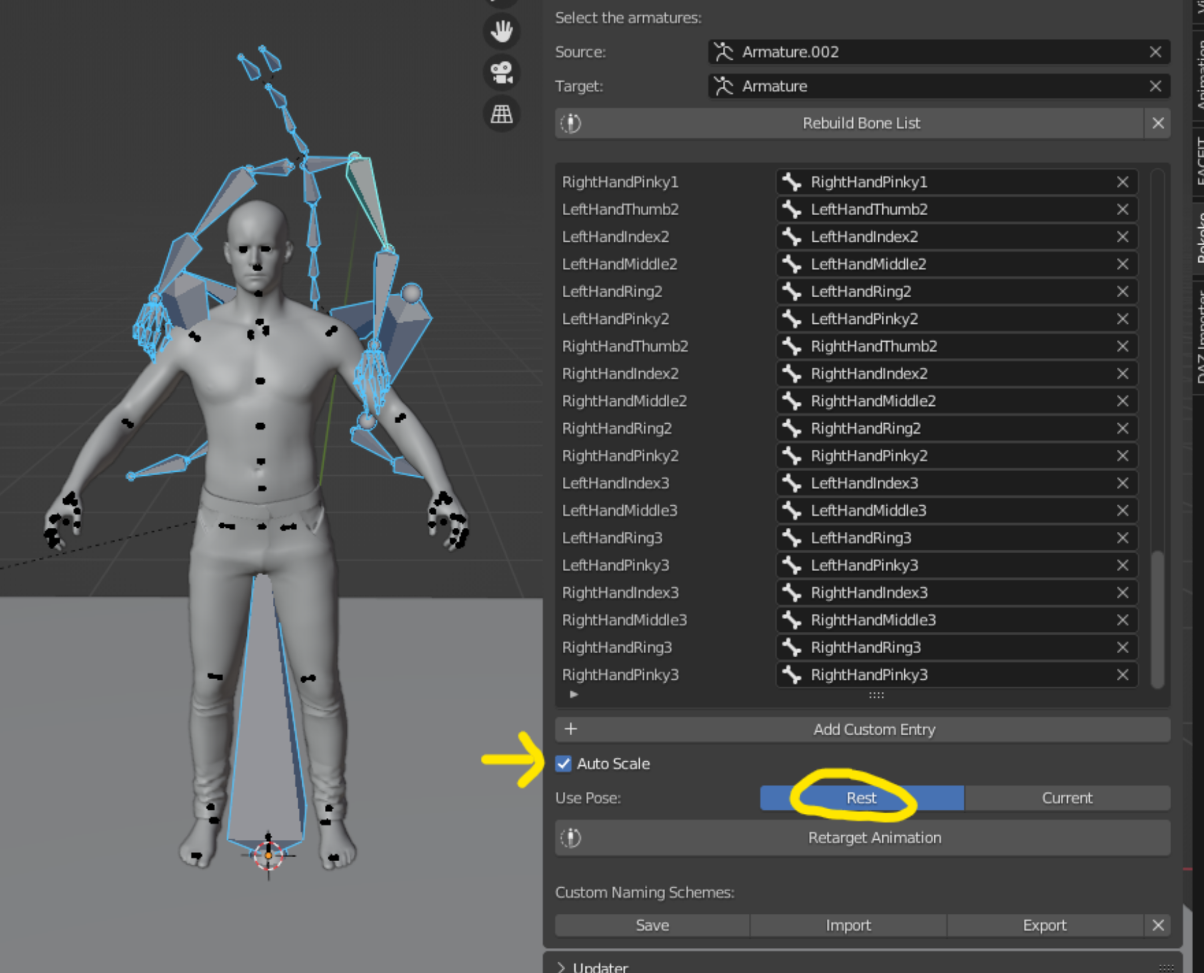 Select the armatures:
Source: Armature.002
Target: Armature
Rebuild Bone List
RightHandPinky1 RightHandPinky1
LeftHandThumb2 LeftHandThumb2
LeftHandIndex2 LeftHandIndex2
LeftHandMiddle2 LeftHandMiddle2
LeftHandRing2 LeftHandRing2
LeftHandPinky2 LeftHandPinky2
RightHandThumb2 RightHandThumb2
RightHandIndex2 RightHandIndex2
RightHandMiddle2 RightHandMiddle2
RightHandRing2 RightHandRing2
RightHandPinky2 RightHandPinky2
LeftHandIndex3 LeftHandIndex3
LeftHandMiddle3 LeftHandMiddle3
LeftHandRing3 LeftHandRing3
LeftHandPinky3 LeftHandPinky3
RightHandIndex3 RightHandIndex3
RightHandMiddle3 RightHandMiddle3
RightHandRing3 RightHandRing3
RightHandPinky3 RightHandPinky3
Add Custom Entry
Auto Scale
Use Pose: Rest Current
Retarget Animation
Custom Naming Schemes:
Save Import Export
Updater
Animation
FACEIT
Rokoko
DAZ Importer